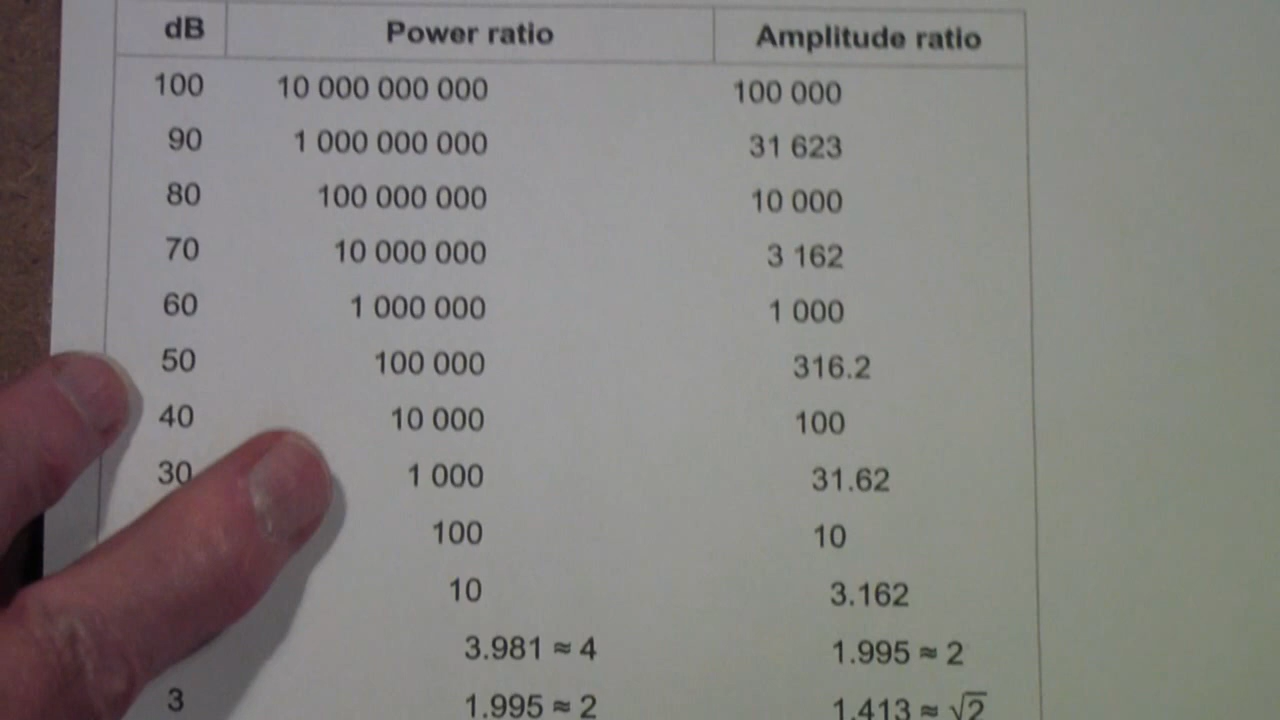 dB Power ratio Amplitude ratio
100 10 000 000 000 100 000
90 1 000 000 000 31 623
80 100 000 000 10 000
70 10 000 000 3 162
60 1 000 000 1 000
50 100 000 316.2
40 10 000 100
30 1 000 31.62
100 10
10 3.162
3.981 ≈ 4 1.995 ≈ 2
3 1.995 ≈ 2 1.413 ≈ √2